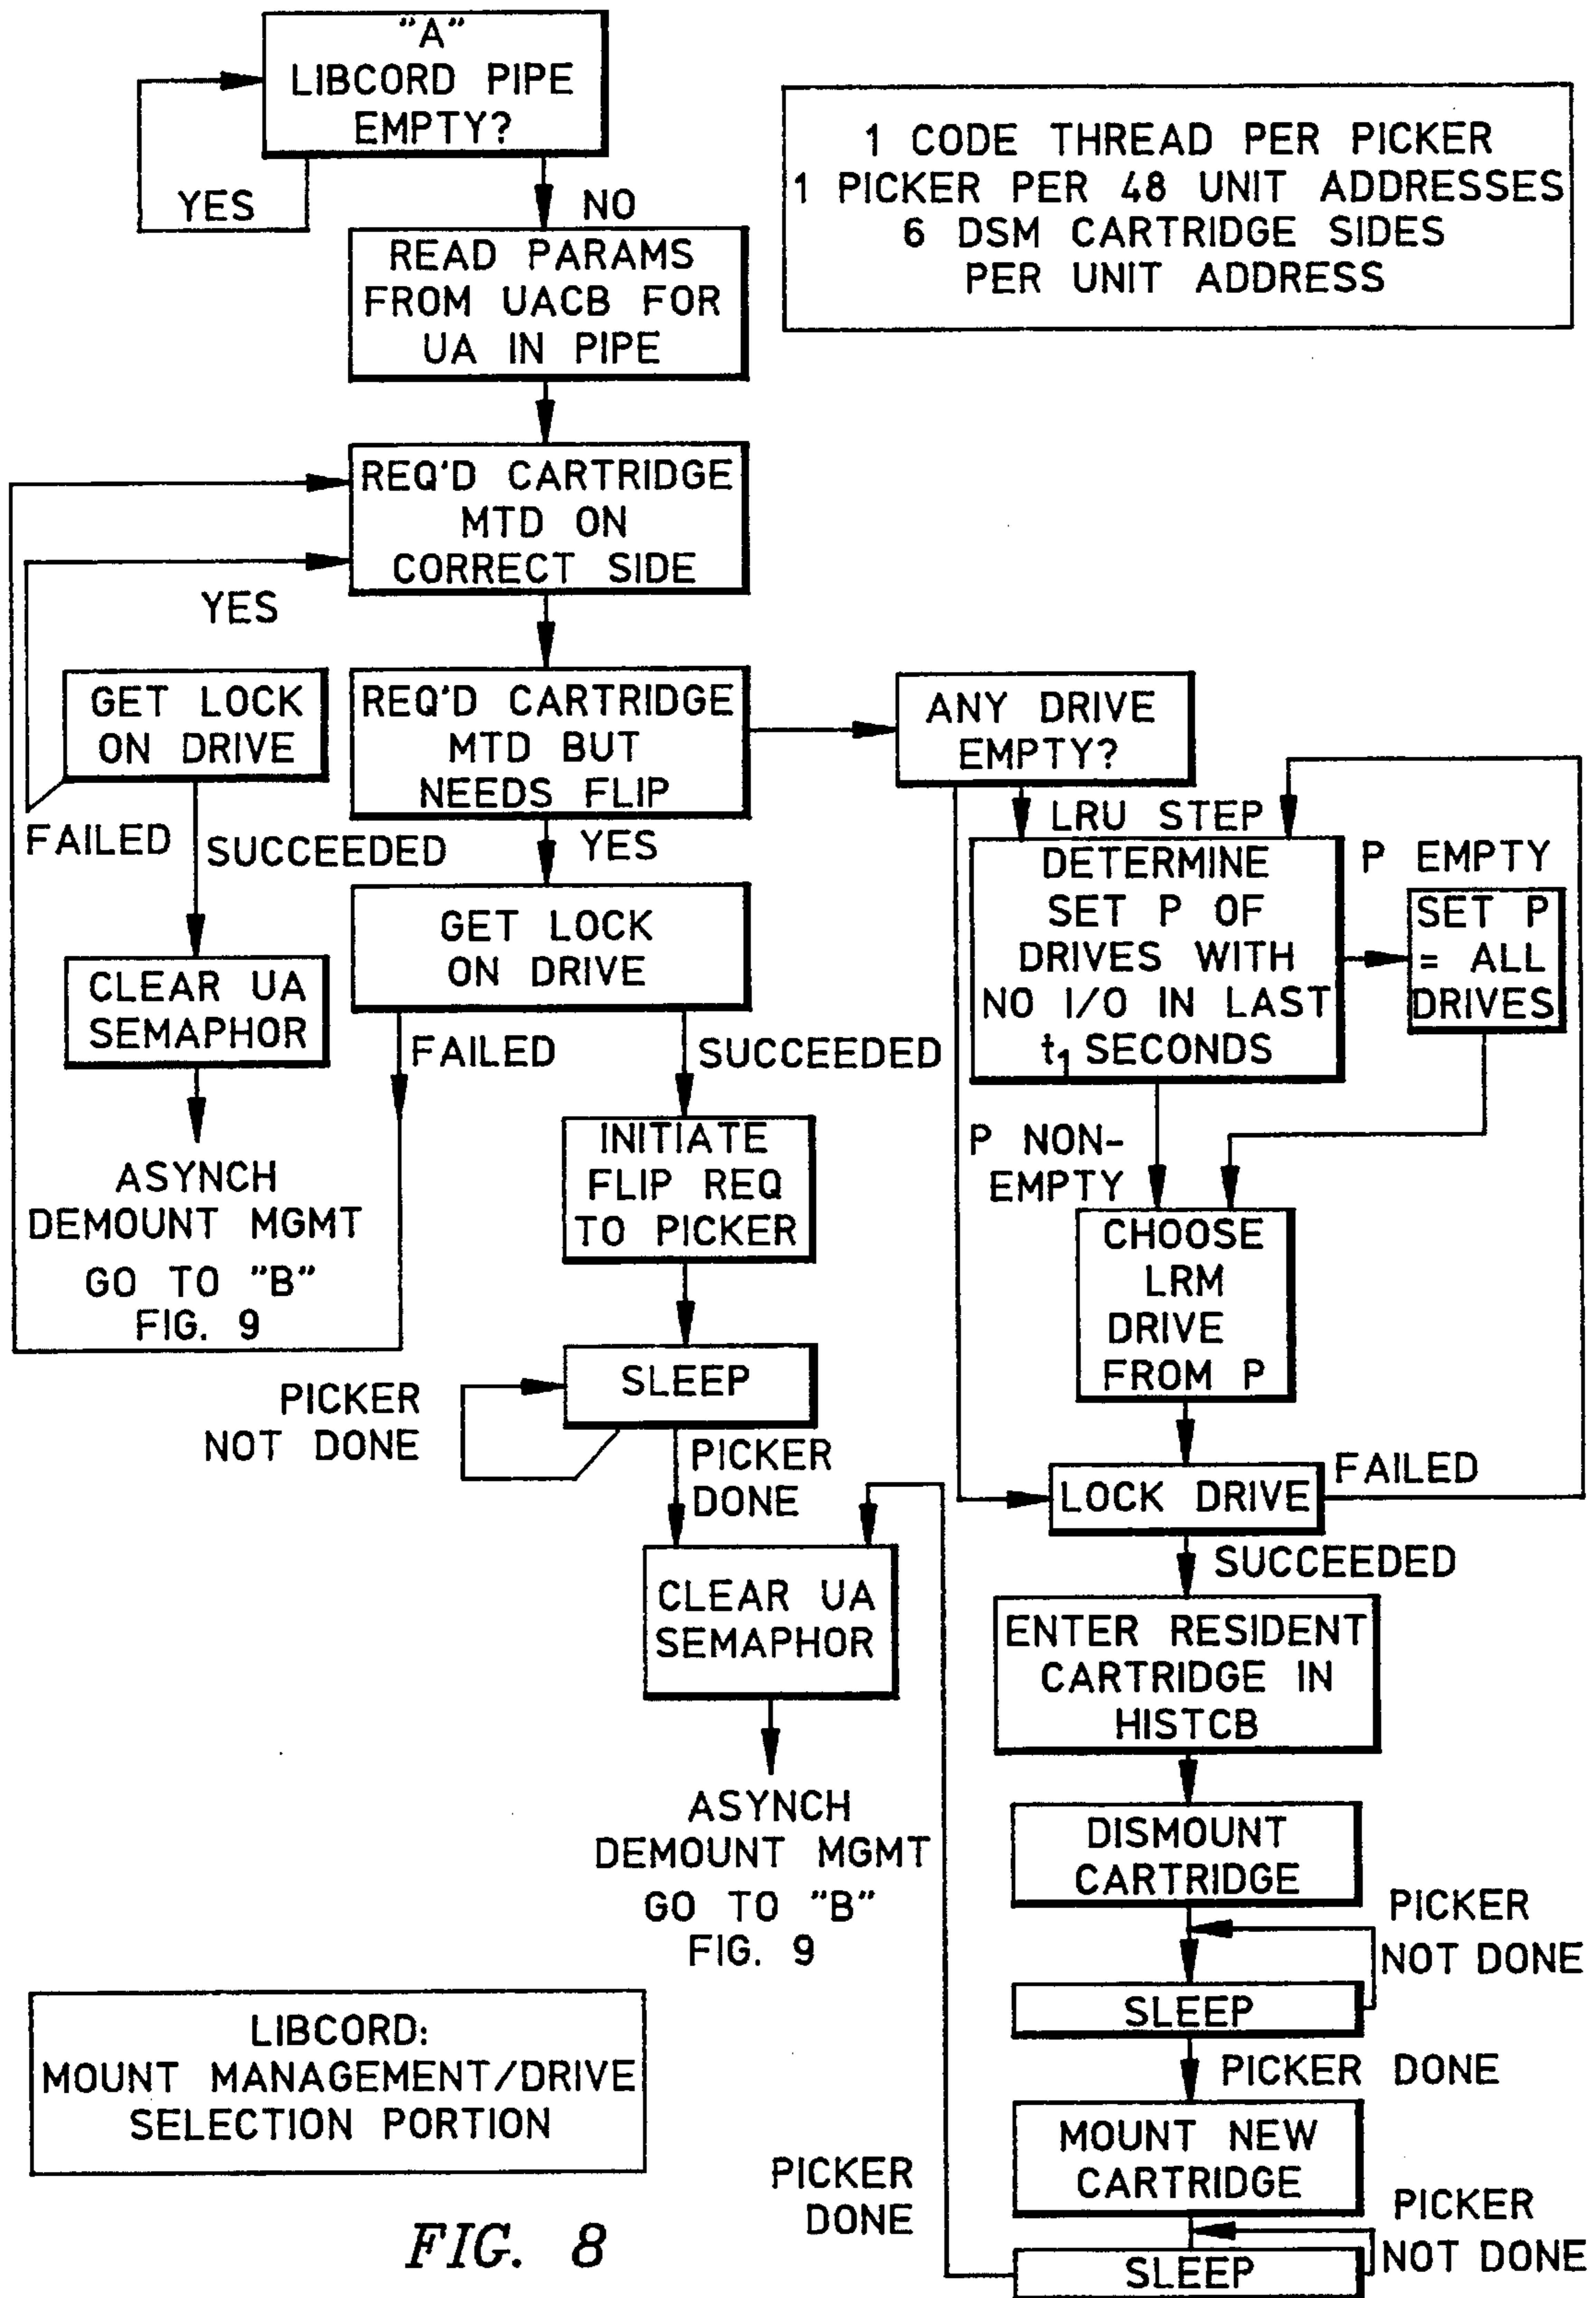 "A"
LIBCORD PIPE
EMPTY?
YES
NO
1 CODE THREAD PER PICKER
1 PICKER PER 48 UNIT ADDRESSES
6 DSM CARTRIDGE SIDES
PER UNIT ADDRESS
READ PARAMS
FROM UACB FOR
UA IN PIPE
REQ'D CARTRIDGE
MTD ON
CORRECT SIDE
YES
GET LOCK
ON DRIVE
FAILED
SUCCEEDED
CLEAR UA
SEMAPHOR
ASYNCH
DEMOUNT MGMT
GO TO "B"
FIG. 9
REQ'D CARTRIDGE
MTD BUT
NEEDS FLIP
YES
GET LOCK
ON DRIVE
FAILED
SUCCEEDED
INITIATE
FLIP REQ
TO PICKER
SLEEP
PICKER
NOT DONE
PICKER
DONE
CLEAR UA
SEMAPHOR
ASYNCH
DEMOUNT MGMT
GO TO "B"
FIG. 9
ANY DRIVE
EMPTY?
LRU STEP
DETERMINE
SET P OF
DRIVES WITH
NO I/O IN LAST
t1 SECONDS
P EMPTY
SET P
= ALL
DRIVES
P NON-
EMPTY
CHOOSE
LRM
DRIVE
FROM P
LOCK DRIVE
FAILED
SUCCEEDED
ENTER RESIDENT
CARTRIDGE IN
HISTCB
DISMOUNT
CARTRIDGE
PICKER
NOT DONE
SLEEP
PICKER DONE
MOUNT NEW
CARTRIDGE
PICKER
NOT DONE
SLEEP
PICKER
DONE
LIBCORD:
MOUNT MANAGEMENT/DRIVE
SELECTION PORTION
FIG. 8